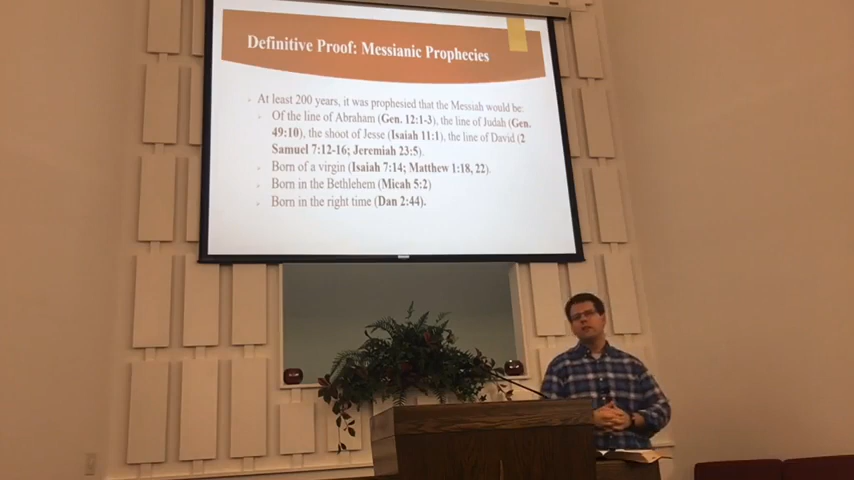 Definitive Proof: Messianic Prophecies
At least 200 years, it was prophesied that the Messiah would be:
Of the line of Abraham (Gen. 12:1-3), the line of Judah (Gen.
49:10), the shoot of Jesse (Isaiah 11:1), the line of David (2
Samuel 7:12-16; Jeremiah 23:5).
Born of a virgin (Isaiah 7:14; Matthew 1:18, 22)
Born in the Bethlehem (Micah 5:2)
Born in the right time (Dan 2:44).